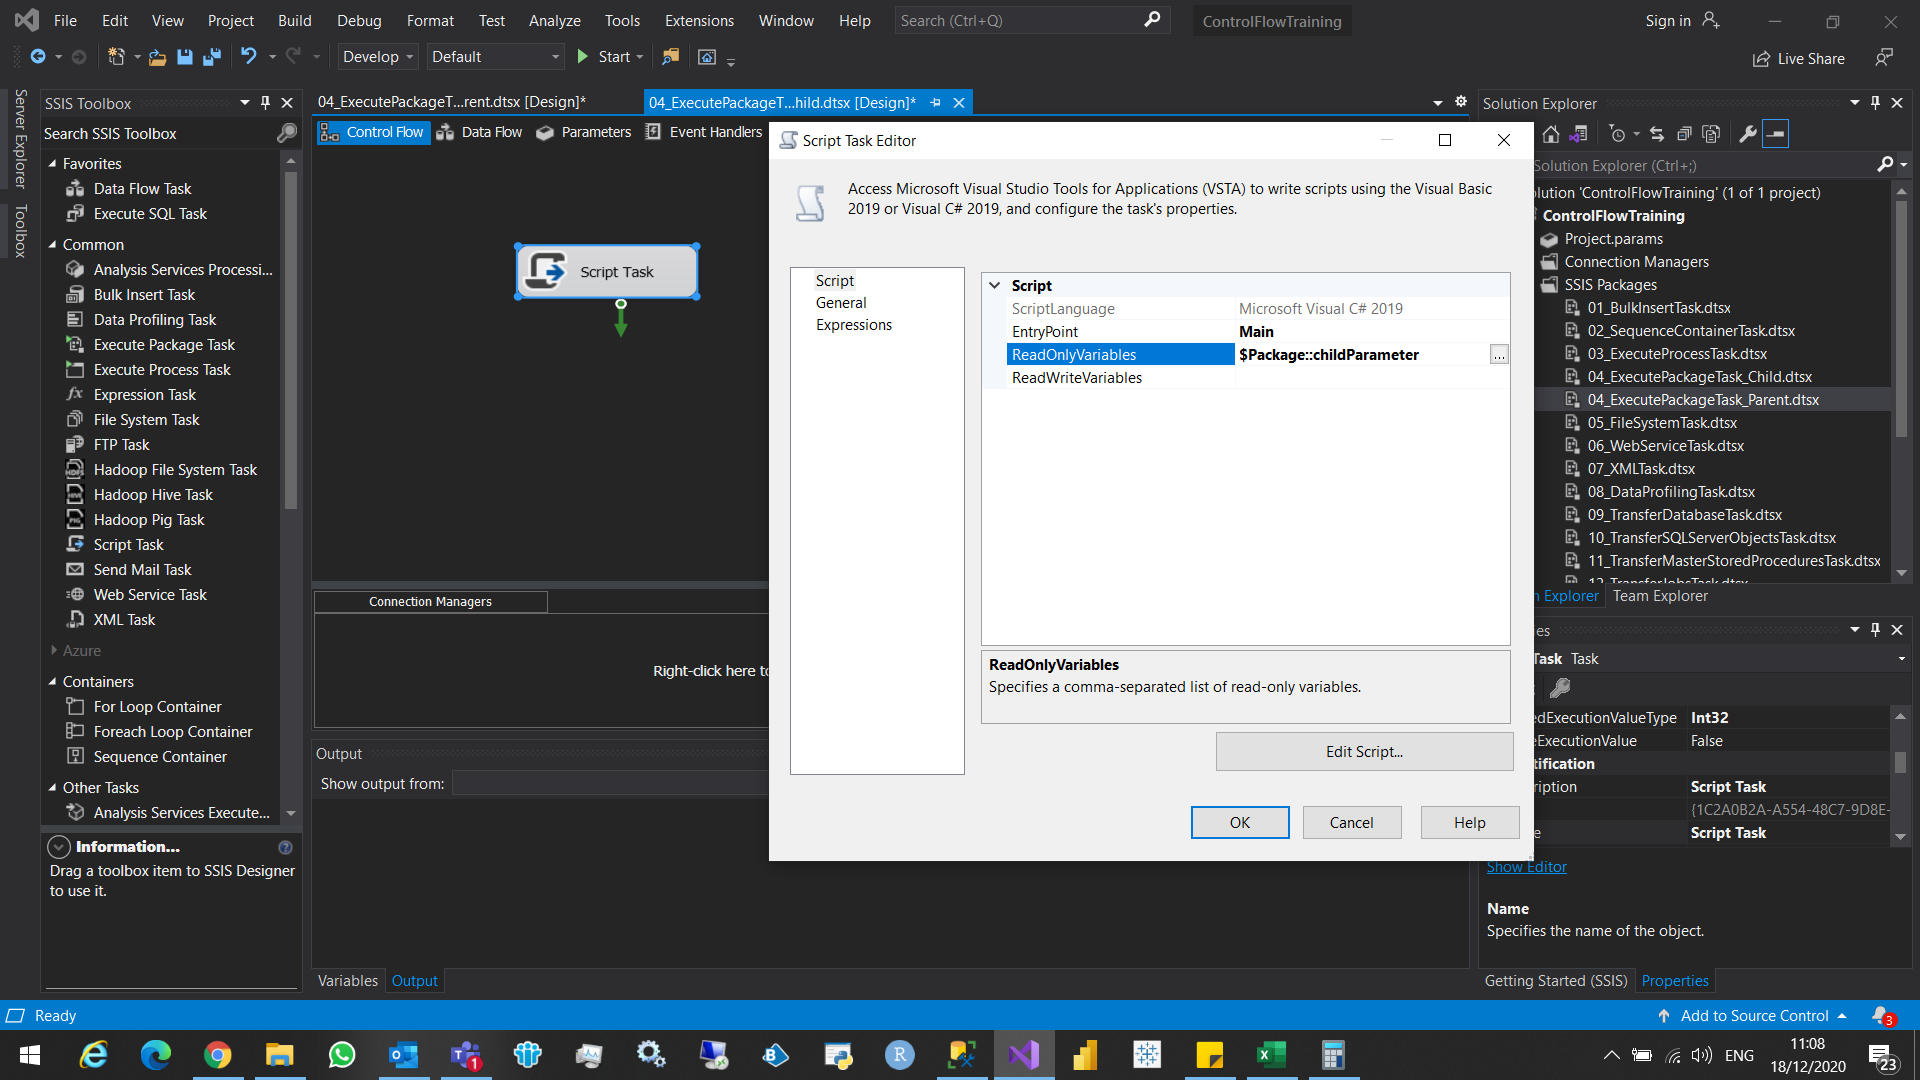 File Edit View Project Build Debug Format Test Analyze Tools Extensions Window Help Search (Ctrl+Q) ControlFlowTraining Sign in
Develop Default Start Live Share
Server Explorer
Toolbox
SSIS Toolbox
Search SSIS Toolbox
Favorites
Data Flow Task
Execute SQL Task
Common
Analysis Services Processi...
Bulk Insert Task
Data Profiling Task
Execute Package Task
Execute Process Task
Expression Task
File System Task
FTP Task
Hadoop File System Task
Hadoop Hive Task
Hadoop Pig Task
Script Task
Send Mail Task
Web Service Task
XML Task
Azure
Containers
For Loop Container
Foreach Loop Container
Sequence Container
Other Tasks
Analysis Services Execute...
Information...
Drag a toolbox item to SSIS Designer
to use it.
04_ExecutePackageT...rent.dtsx [Design]* 04_ExecutePackageT...hild.dtsx [Design]*
Control Flow Data Flow Parameters Event Handlers
Script Task
Connection Managers
Right-click here to
Output
Show output from:
Variables Output
Script Task Editor
Access Microsoft Visual Studio Tools for Applications (VSTA) to write scripts using the Visual Basic
2019 or Visual C# 2019, and configure the task's properties.
Script
General
Expressions
Script
ScriptLanguage Microsoft Visual C# 2019
EntryPoint Main
ReadOnlyVariables $Package::childParameter ...
ReadWriteVariables
ReadOnlyVariables
Specifies a comma-separated list of read-only variables.
Edit Script...
OK Cancel Help
Solution Explorer
Solution Explorer (Ctrl+;)
olution 'ControlFlowTraining' (1 of 1 project)
ControlFlowTraining
Project.params
Connection Managers
SSIS Packages
01_BulkInsertTask.dtsx
02_SequenceContainerTask.dtsx
03_ExecuteProcessTask.dtsx
04_ExecutePackageTask_Child.dtsx
04_ExecutePackageTask_Parent.dtsx
05_FileSystemTask.dtsx
06_WebServiceTask.dtsx
07_XMLTask.dtsx
08_DataProfilingTask.dtsx
09_TransferDatabaseTask.dtsx
10_TransferSQLServerObjectsTask.dtsx
11_TransferMasterStoredProceduresTask.dtsx
12_TransferJobsTask.dtsx
n Explorer Team Explorer
es
Task Task
edExecutionValueType Int32
eExecutionValue False
tification
ription Script Task
{1C2A0B2A-A554-48C7-9D8E-
e Script Task
Show Editor
Name
Specifies the name of the object.
Getting Started (SSIS) Properties
Ready Add to Source Control 3
1 ENG 11:08
18/12/2020 23